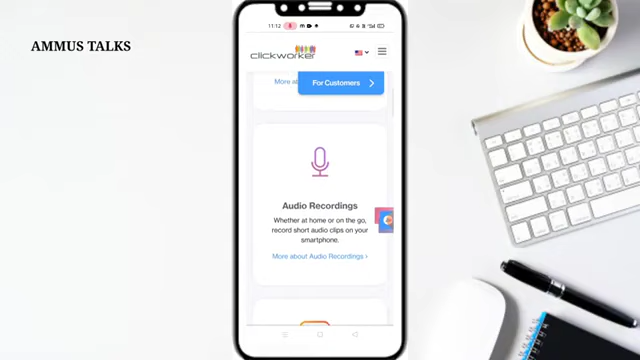 AMMUS TALKS
11:12
clickworker
More at
For Customers
Audio Recordings
Whether at home or on the go,
record short audio clips on your
smartphone.
More about Audio Recordings